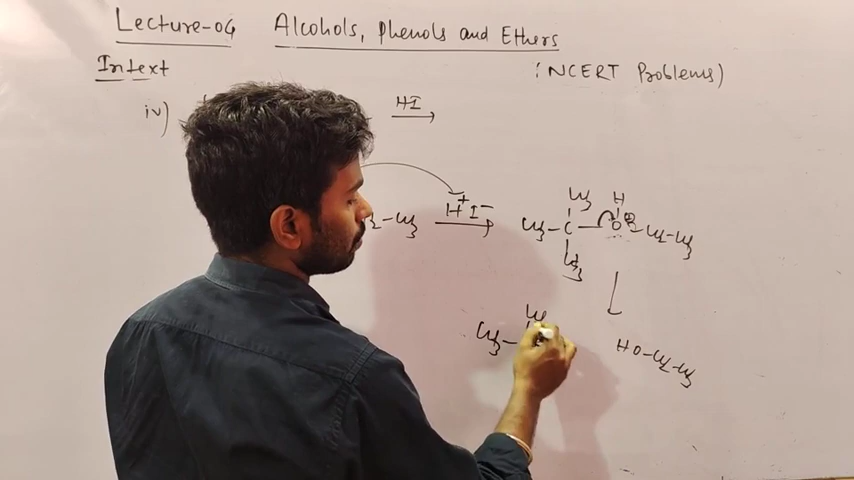 Lecture-04 Alcohols, Phenols and Ethers
Intext (NCERT Problems)
iv) HI
CH3 H
- CH3 H+ I- CH3 - C - O - CH2 - CH3
CH3
CH3
CH3 - HO - CH2 - CH3